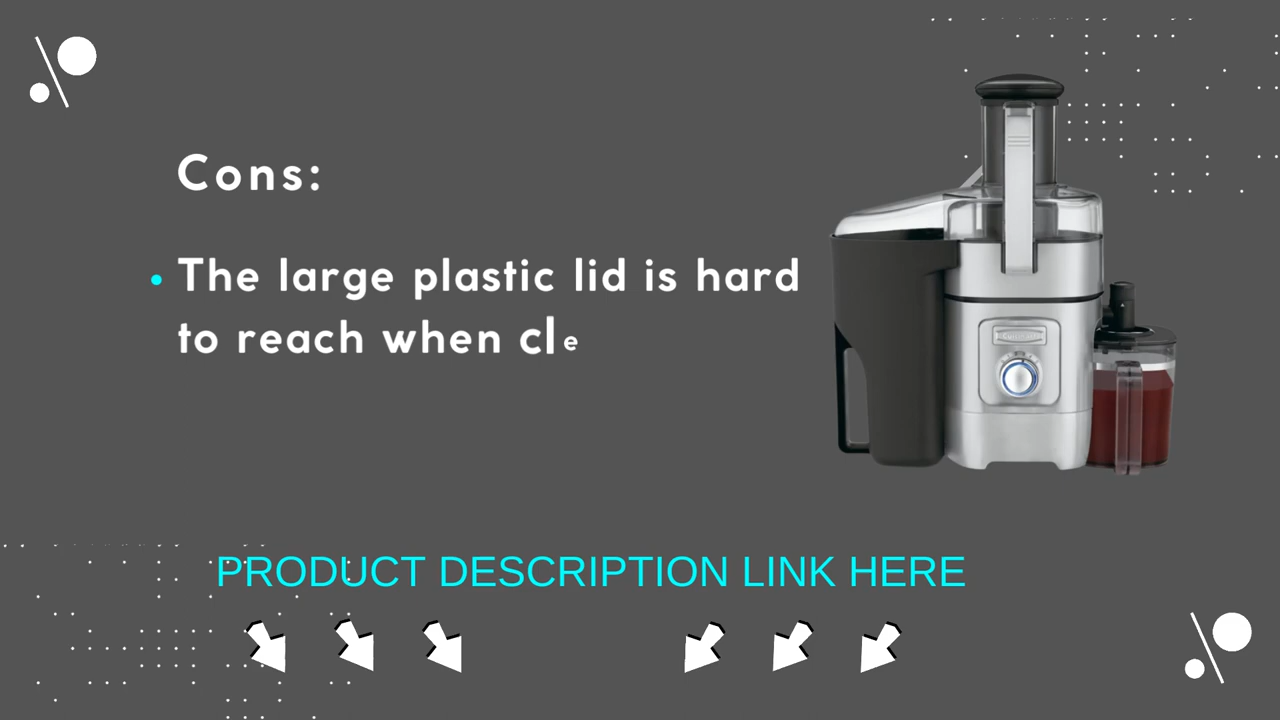 Cons:
The large plastic lid is hard
to reach when cle
PRODUCT DESCRIPTION LINK HERE